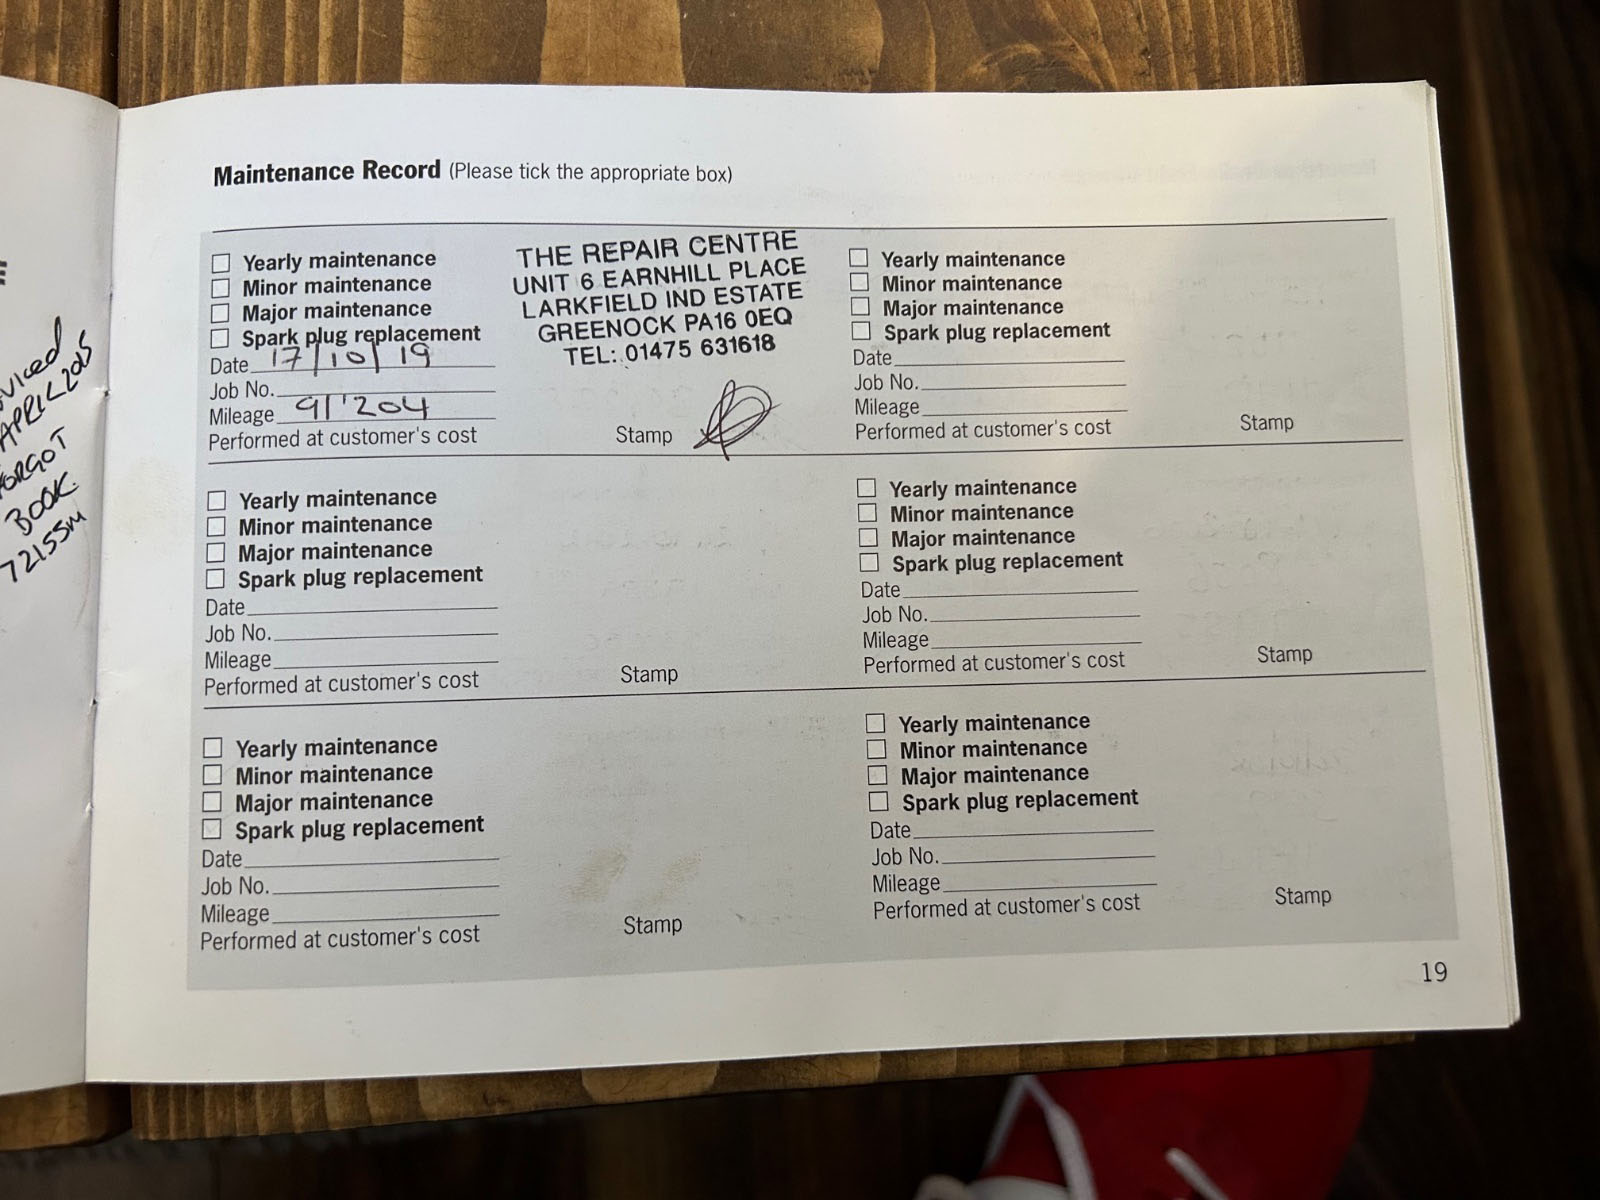 E
viced
APRIL 2015
FORGOT
BOOK.
72155M
Maintenance Record (Please tick the appropriate box)
Yearly maintenance
Minor maintenance
Major maintenance
Spark plug replacement
Date 17/10/19
Job No.
Mileage 91'204
Performed at customer's cost
THE REPAIR CENTRE
UNIT 6 EARNHILL PLACE
LARKFIELD IND ESTATE
GREENOCK PA16 0EQ
TEL: 01475 631618
Stamp
Yearly maintenance
Minor maintenance
Major maintenance
Spark plug replacement
Date
Job No.
Mileage
Performed at customer's cost
Stamp
Yearly maintenance
Minor maintenance
Major maintenance
Spark plug replacement
Date
Job No.
Mileage
Performed at customer's cost
Stamp
Yearly maintenance
Minor maintenance
Major maintenance
Spark plug replacement
Date
Job No.
Mileage
Performed at customer's cost
Stamp
Yearly maintenance
Minor maintenance
Major maintenance
Spark plug replacement
Date
Job No.
Mileage
Performed at customer's cost
Stamp
Yearly maintenance
Minor maintenance
Major maintenance
Spark plug replacement
Date
Job No.
Mileage
Performed at customer's cost
Stamp
19